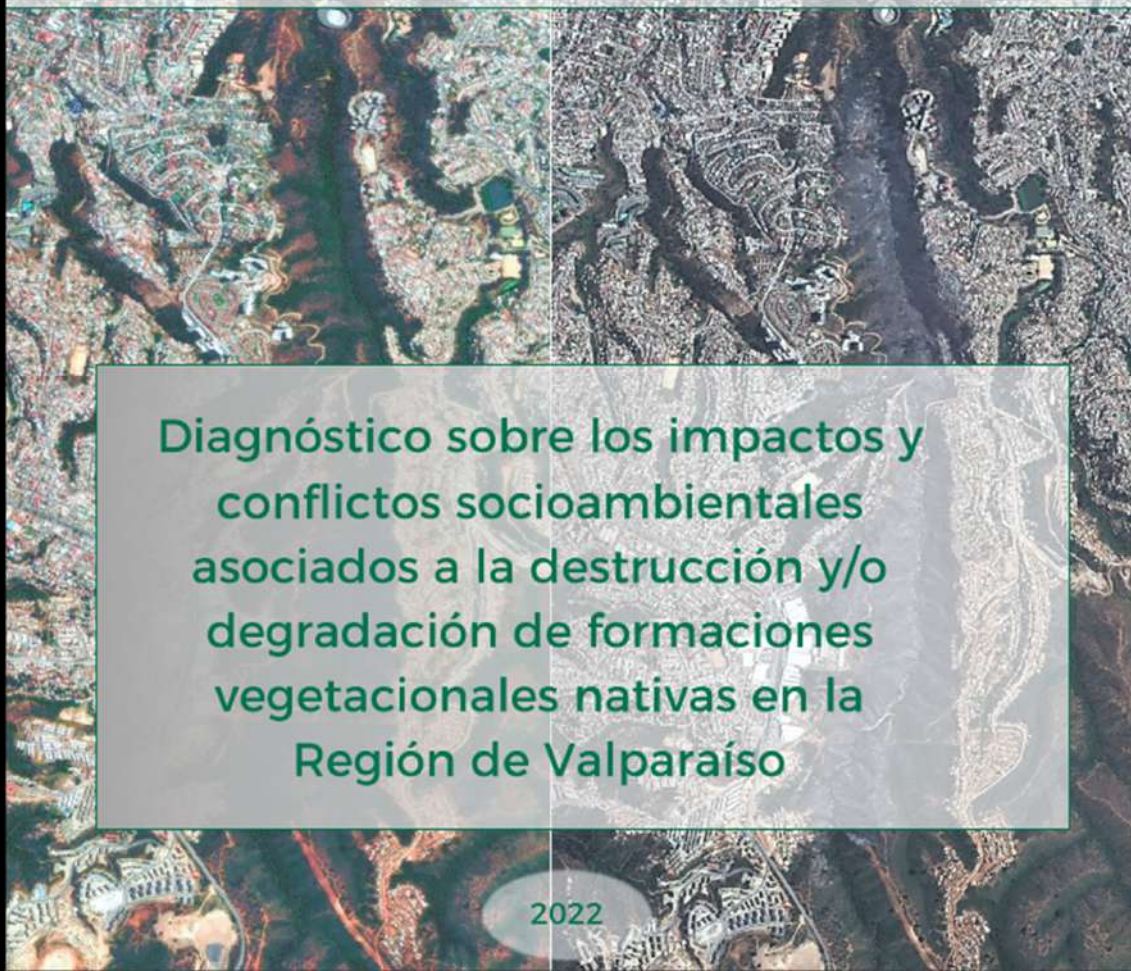 Diagnóstico sobre los impactos y
conflictos socioambientales
asociados a la destrucción y/o
degradación de formaciones
vegetacionales nativas en la
Región de Valparaíso
2022